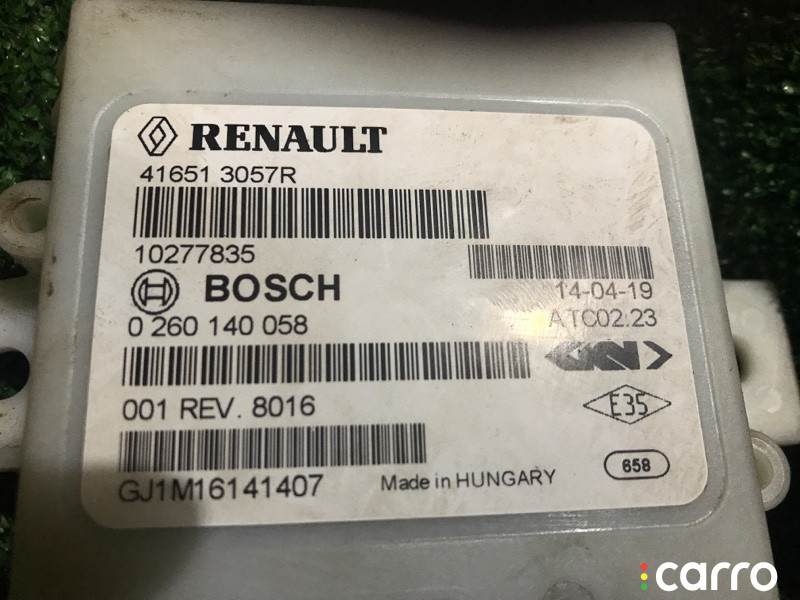 RENAULT
41651 3057R
10277835
BOSCH
14-04-19
0 260 140 058
ATC02.23
GKN
001 REV. 8016
E35
GJ1M16141407
Made in HUNGARY
658
carro